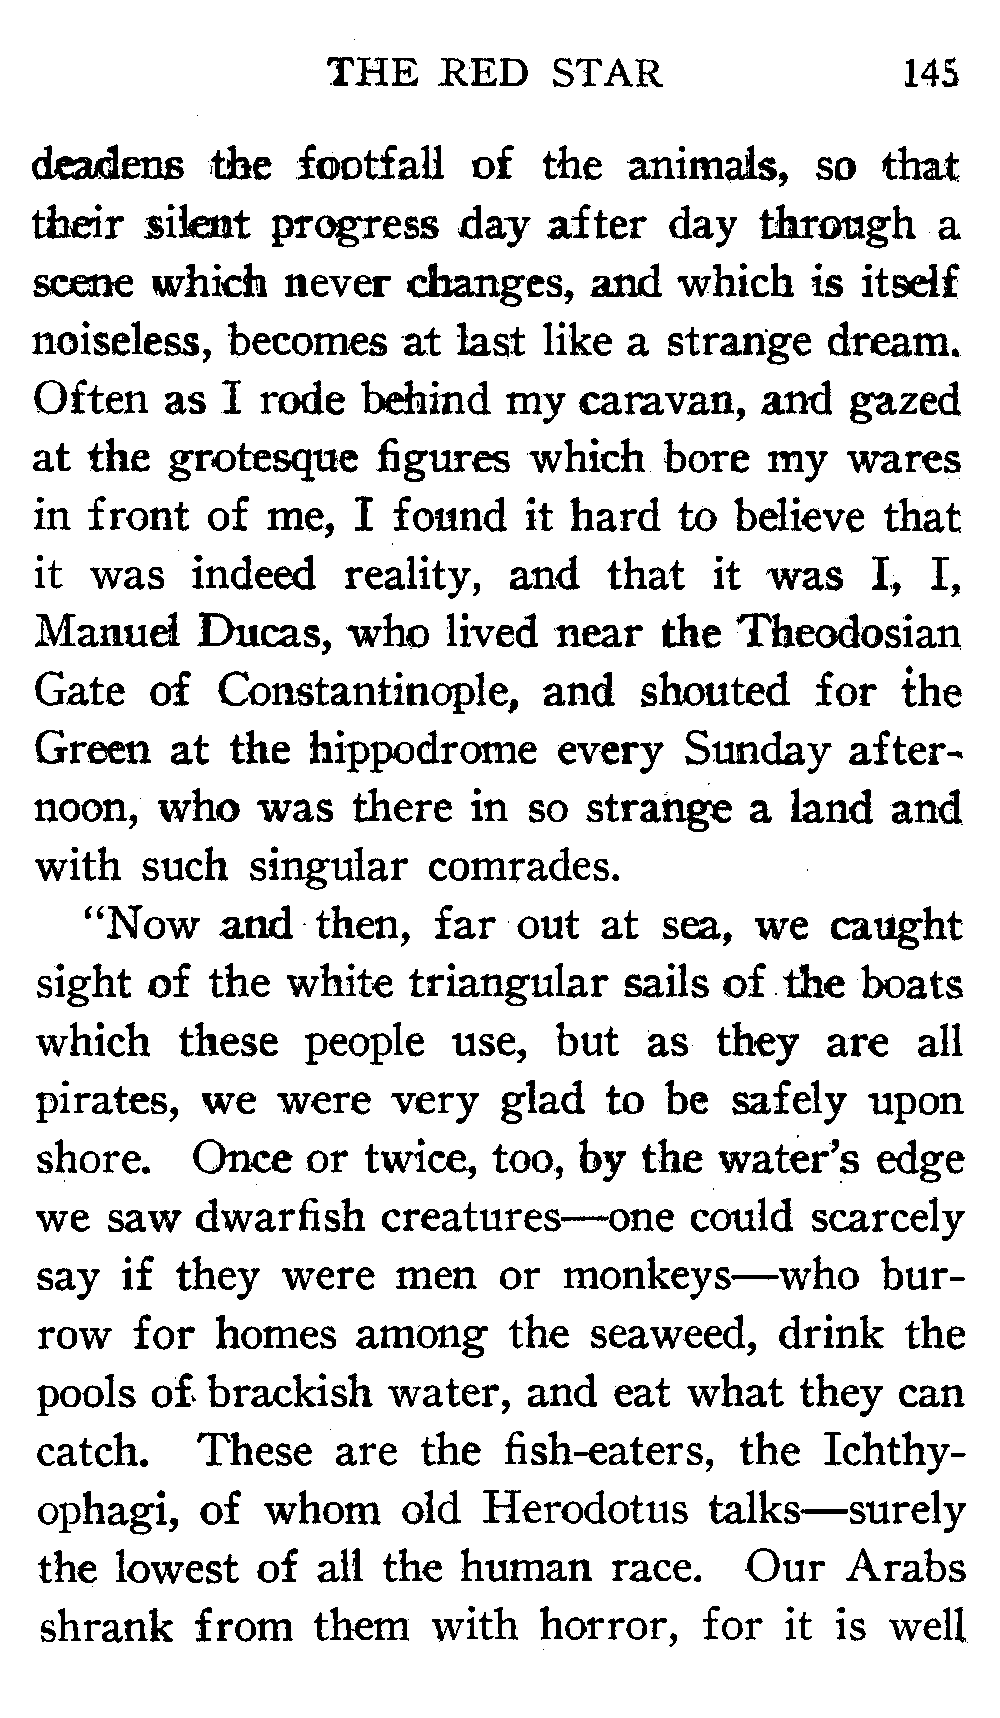 THE RED STAR 145
deadens the footfall of the animals, so that
their silent progress day after day through a
scene which never changes, and which is itself
noiseless, becomes at last like a strange dream.
Often as I rode behind my caravan, and gazed
at the grotesque figures which bore my wares
in front of me, I found it hard to believe that
it was indeed reality, and that it was I, I,
Manuel Ducas, who lived near the Theodosian
Gate of Constantinople, and shouted for the
Green at the hippodrome every Sunday after-
noon, who was there in so strange a land and
with such singular comrades.
“Now and then, far out at sea, we caught
sight of the white triangular sails of the boats
which these people use, but as they are all
pirates, we were very glad to be safely upon
shore. Once or twice, too, by the water’s edge
we saw dwarfish creatures—one could scarcely
say if they were men or monkeys—who bur-
row for homes among the seaweed, drink the
pools of brackish water, and eat what they can
catch. These are the fish-eaters, the Ichthy-
ophagi, of whom old Herodotus talks—surely
the lowest of all the human race. Our Arabs
shrank from them with horror, for it is well